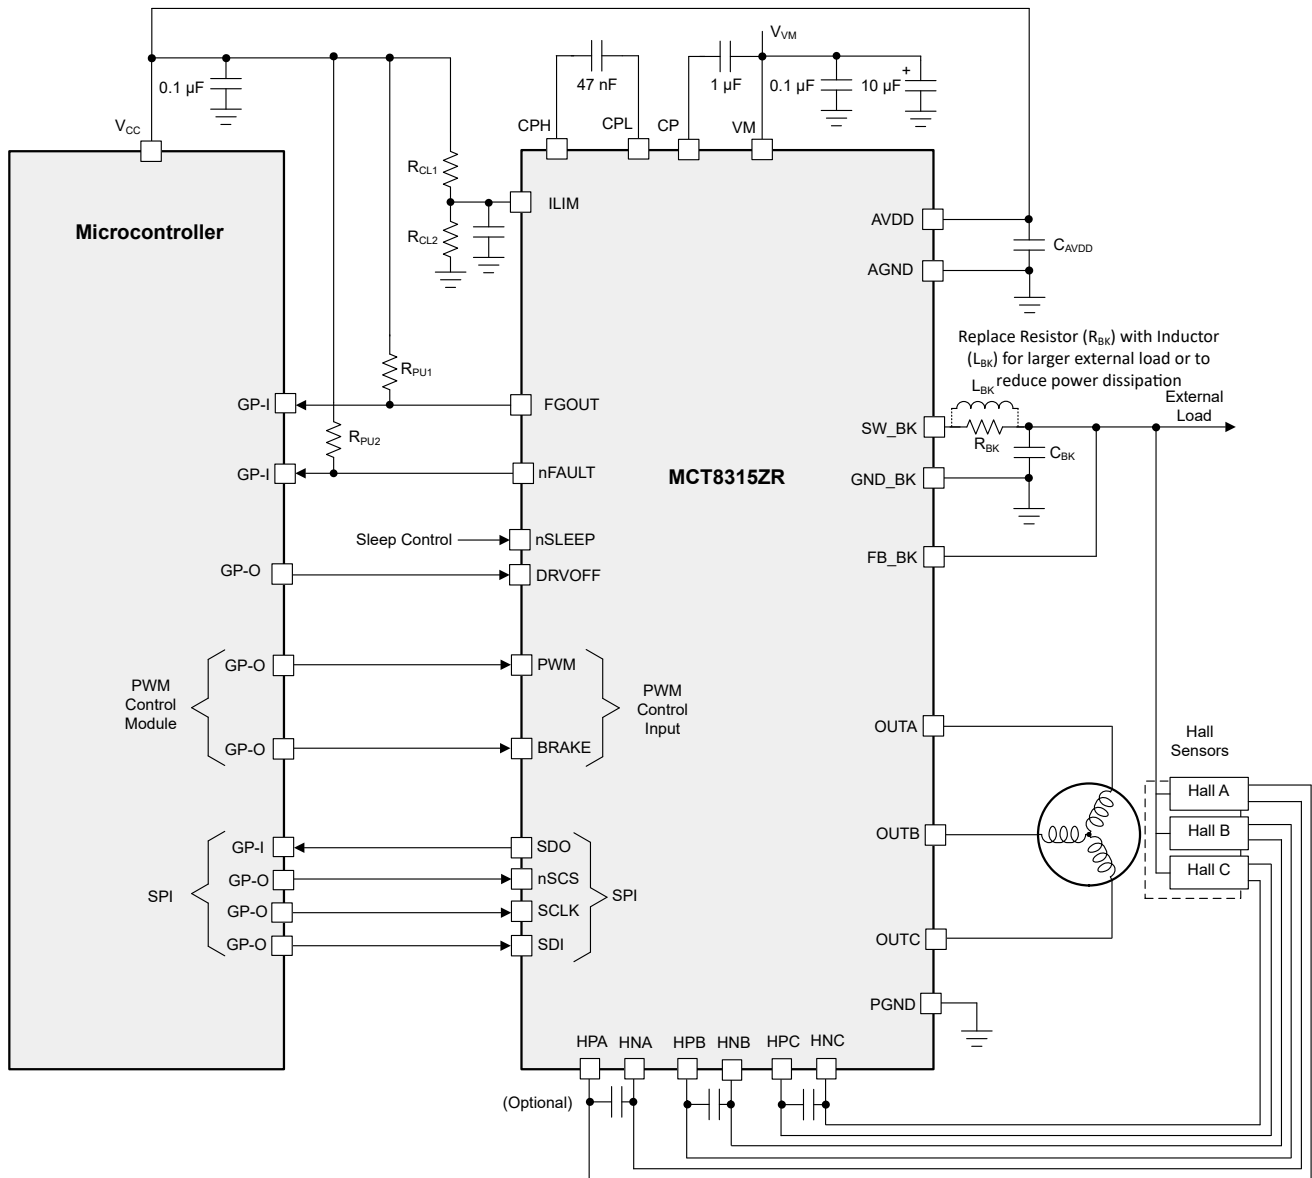 V_VM
0.1 µF
47 nF
1 µF
0.1 µF
+
10 µF
V_CC
CPH
CPL
CP
VM
R_CL1
ILIM
R_CL2
Microcontroller
AVDD
C_AVDD
AGND
Replace Resistor (R_BK) with Inductor
(L_BK) for larger external load or to
reduce power dissipation
L_BK
External
Load
R_PU1
GP-I
FGOUT
R_PU2
SW_BK
R_BK
C_BK
GP-I
nFAULT
MCT8315ZR
GND_BK
Sleep Control
nSLEEP
FB_BK
GP-O
DRVOFF
GP-O
PWM
PWM
Control
Module
PWM
Control
Input
GP-O
BRAKE
OUTA
Hall
Sensors
Hall A
Hall B
Hall C
OUTB
GP-I
SDO
GP-O
nSCS
SPI
SPI
GP-O
SCLK
GP-O
SDI
OUTC
PGND
HPA
HNA
HPB
HNB
HPC
HNC
(Optional)